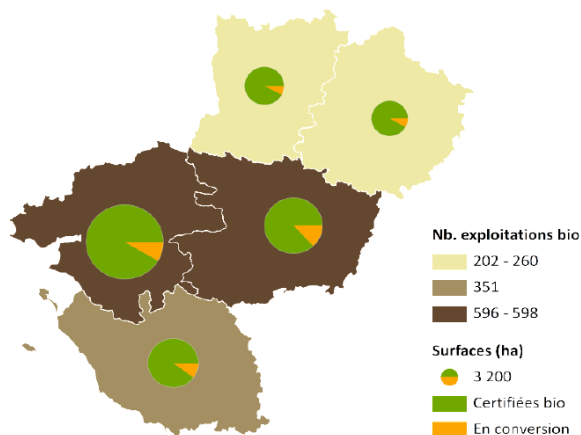 Nb. exploitations bio
202 - 260
351
596 - 598
Surfaces (ha)
3 200
Certifiées bio
En conversion